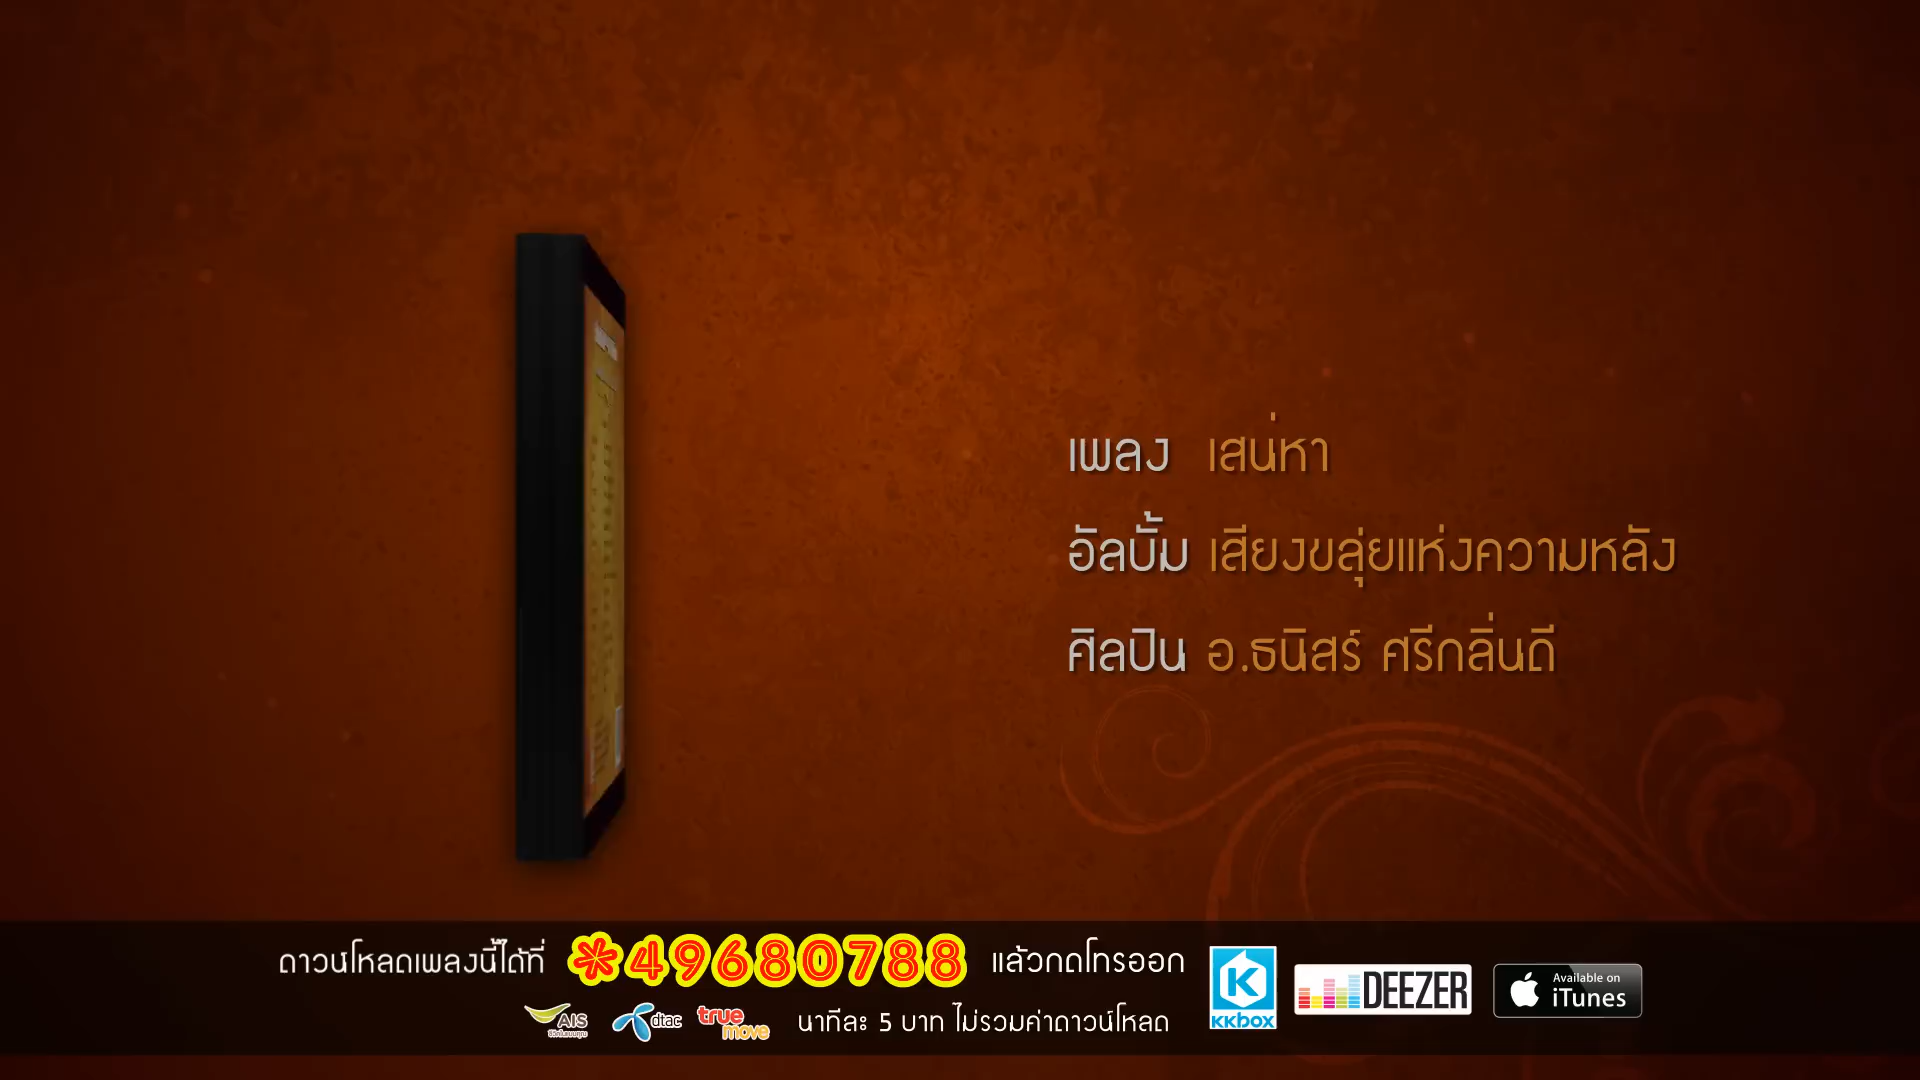 เพลง เสน่หา
อัลบั้ม เสียงขลุ่ยแห่งความหลัง
ศิลปิน อ.ธนิสร์ ศรีกลิ่นดี
ดาวน์โหลดเพลงนี้ได้ที่ *49680788 แล้วกดโทรออก
AIS dtac true move นาทีละ 5 บาท ไม่รวมค่าดาวน์โหลด
KKBOX DEEZER Available on iTunes